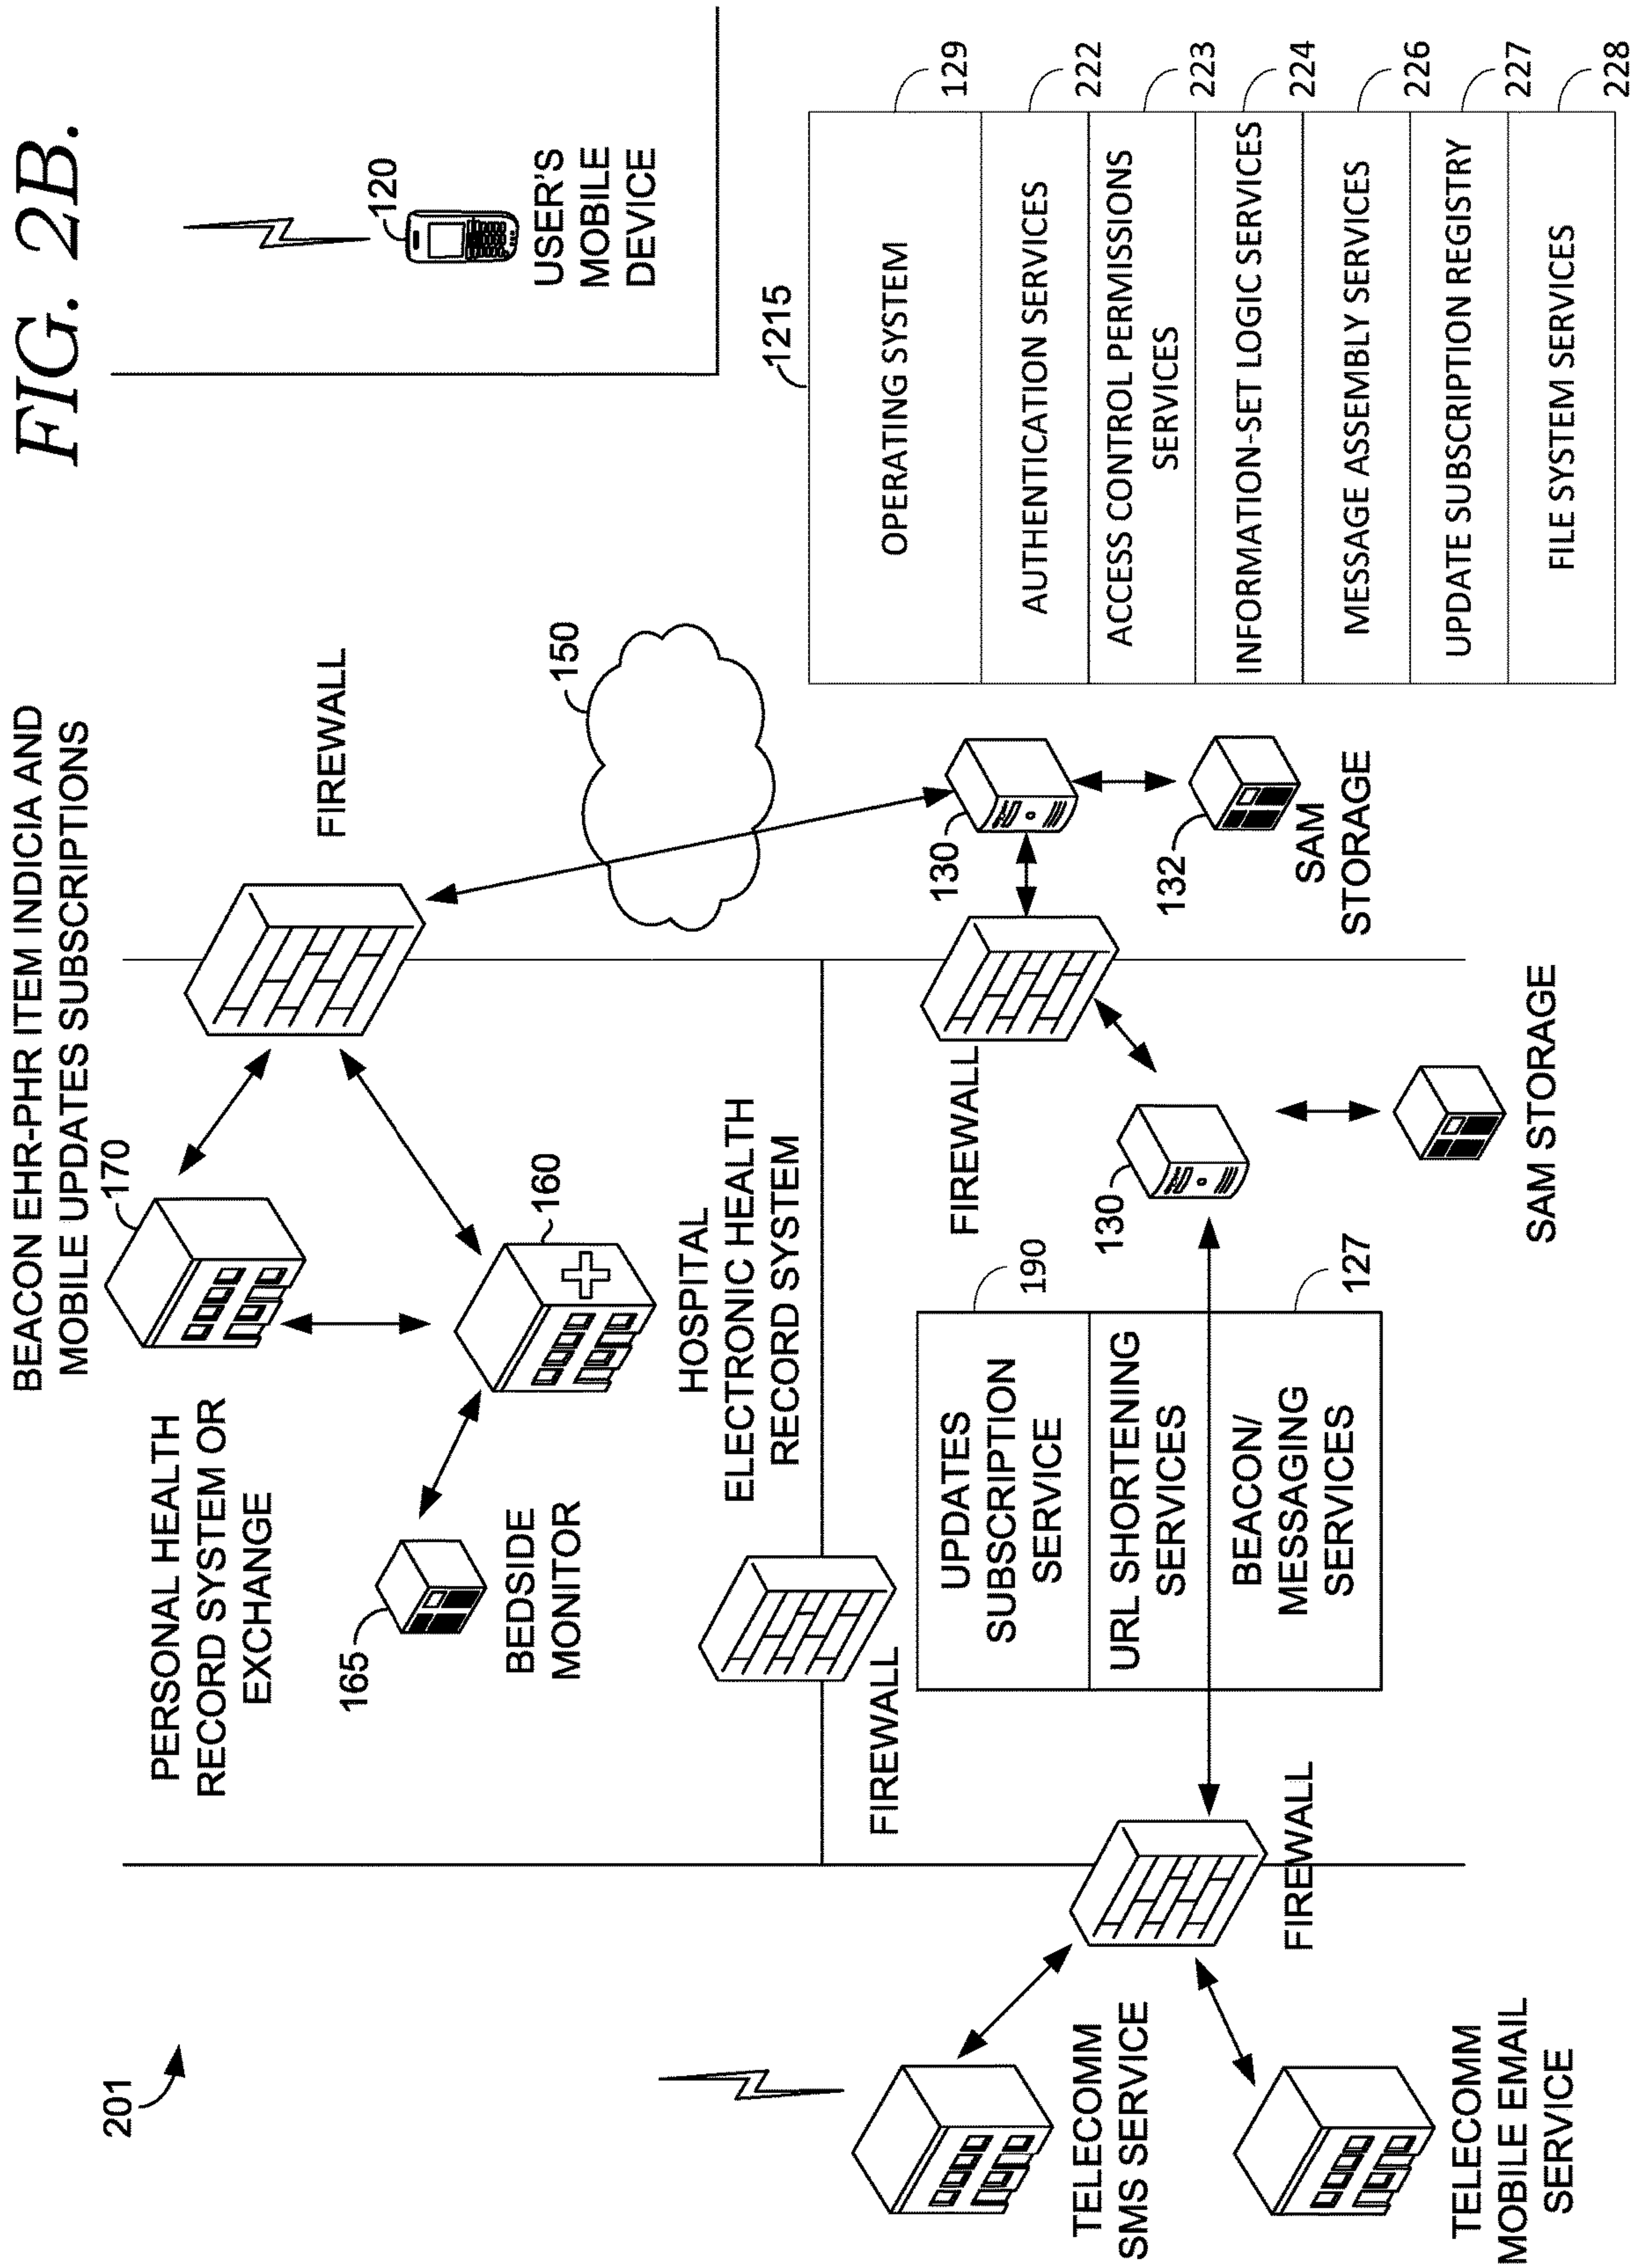 BEACON EHR-PHR ITEM INDICIA AND
MOBILE UPDATES SUBSCRIPTIONS
FIG. 2B.
201
170
PERSONAL HEALTH
RECORD SYSTEM OR
EXCHANGE
FIREWALL
120
USER'S
MOBILE
DEVICE
165
BEDSIDE
MONITOR
160
HOSPITAL
ELECTRONIC HEALTH
RECORD SYSTEM
150
FIREWALL
TELECOMM
SMS SERVICE
TELECOMM
MOBILE EMAIL
SERVICE
FIREWALL
UPDATES
SUBSCRIPTION
SERVICE
190
URL SHORTENING
SERVICES
BEACON/
MESSAGING
SERVICES
127
FIREWALL
130
SAM STORAGE
130
132
SAM
STORAGE
1215
OPERATING SYSTEM
129
AUTHENTICATION SERVICES
222
ACCESS CONTROL PERMISSIONS
SERVICES
223
INFORMATION-SET LOGIC SERVICES
224
MESSAGE ASSEMBLY SERVICES
226
UPDATE SUBSCRIPTION REGISTRY
227
FILE SYSTEM SERVICES
228